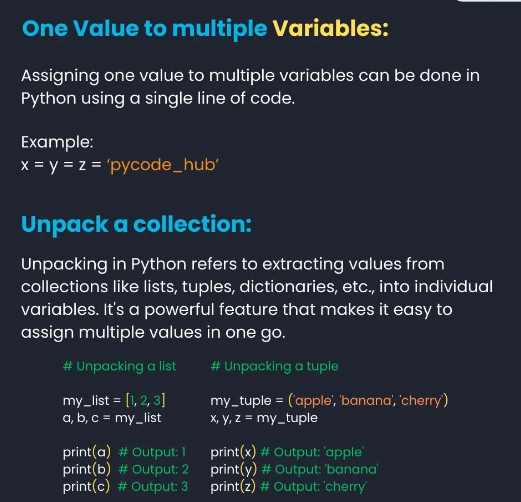 One Value to multiple Variables:
Assigning one value to multiple variables can be done in
Python using a single line of code.
Example:
x = y = z = ‘pycode_hub’
Unpack a collection:
Unpacking in Python refers to extracting values from
collections like lists, tuples, dictionaries, etc., into individual
variables. It's a powerful feature that makes it easy to
assign multiple values in one go.
# Unpacking a list
my_list = [1, 2, 3]
a, b, c = my_list
print(a) # Output: 1
print(b) # Output: 2
print(c) # Output: 3
# Unpacking a tuple
my_tuple = ('apple', 'banana', 'cherry')
x, y, z = my_tuple
print(x) # Output: 'apple'
print(y) # Output: 'banana'
print(z) # Output: 'cherry'